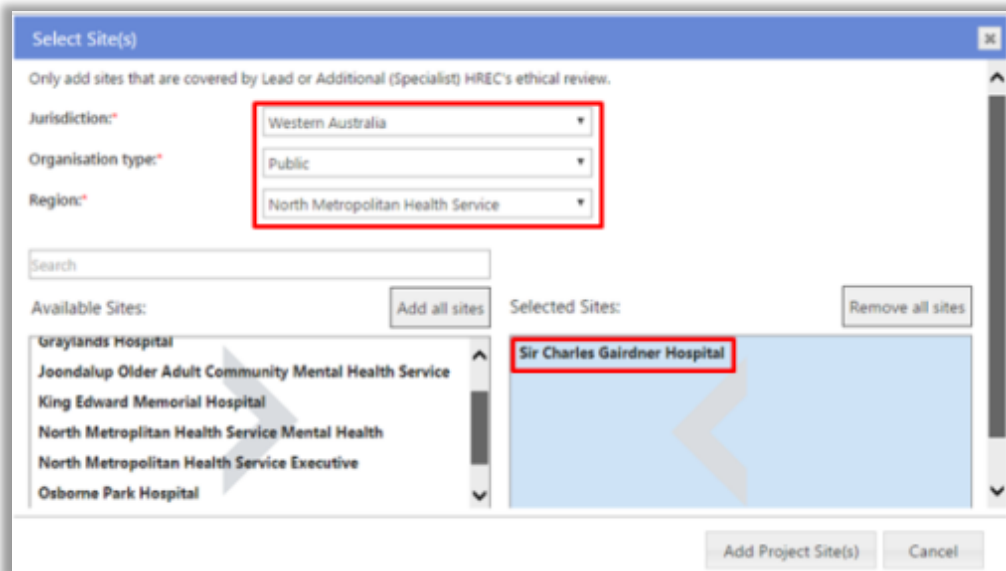 Select Site(s)
Only add sites that are covered by Lead or Additional (Specialist) HREC's ethical review.
Jurisdiction:* Western Australia
Organisation type:* Public
Region:* North Metropolitan Health Service
Search
Available Sites: Add all sites Selected Sites: Remove all sites
Graylands Hospital
Joondalup Older Adult Community Mental Health Service
King Edward Memorial Hospital
North Metroplitan Health Service Mental Health
North Metropolitan Health Service Executive
Osborne Park Hospital
Sir Charles Gairdner Hospital
Add Project Site(s) Cancel